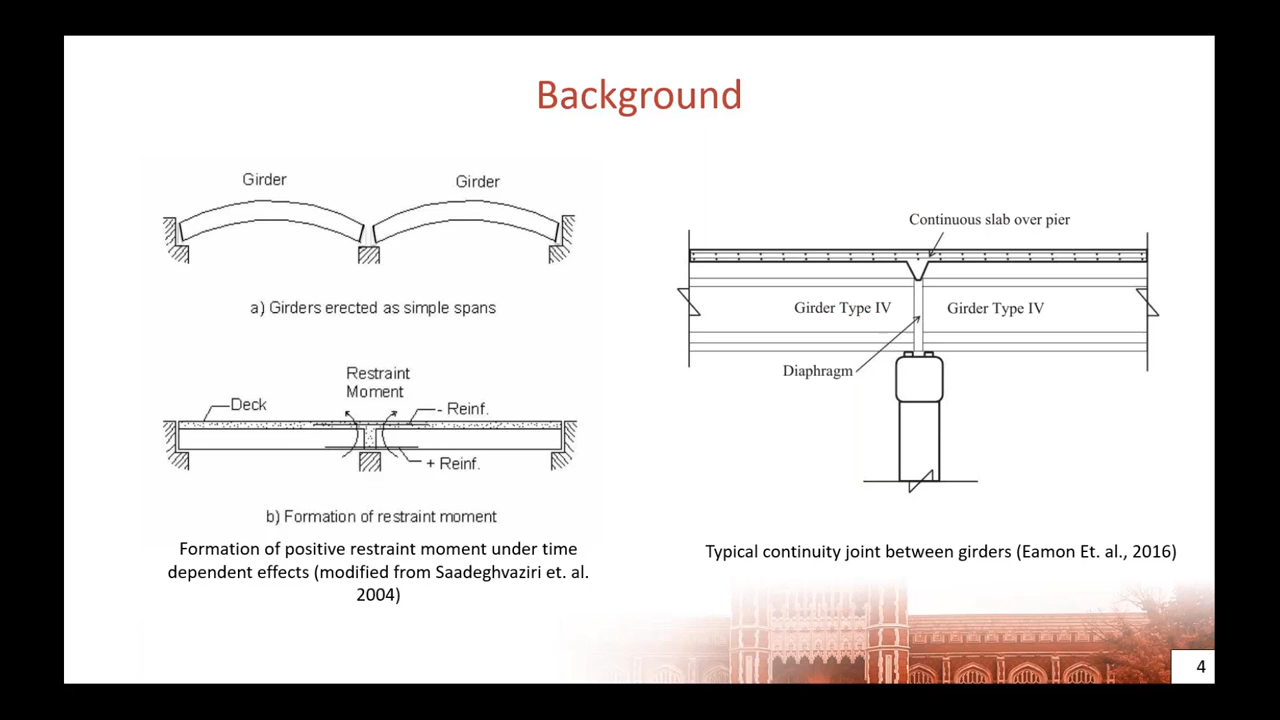 Background
Girder
Girder
a) Girders erected as simple spans
Restraint
Moment
Deck
- Reinf.
+ Reinf.
b) Formation of restraint moment
Formation of positive restraint moment under time
dependent effects (modified from Saadeghvaziri et. al.
2004)
Continuous slab over pier
Girder Type IV
Girder Type IV
Diaphragm
Typical continuity joint between girders (Eamon Et. al., 2016)
4